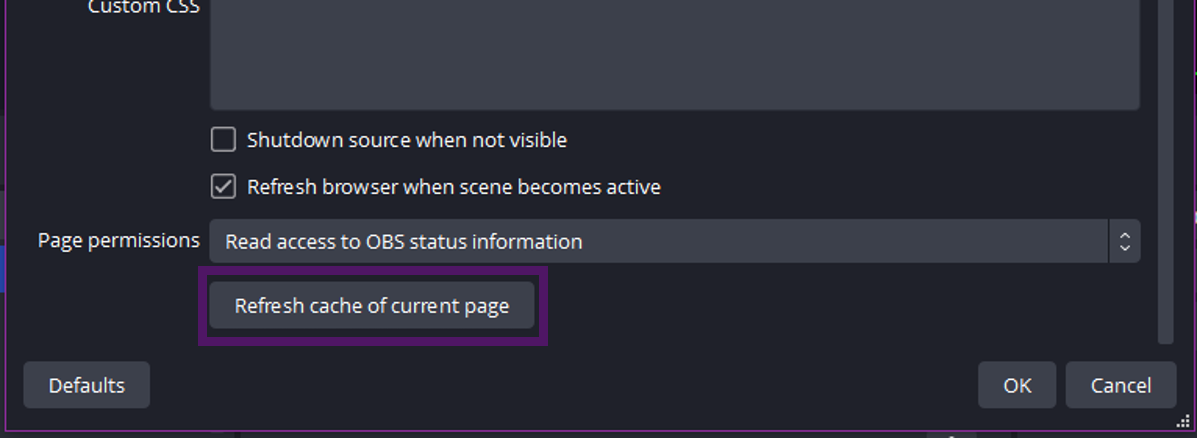 Custom CSS
Shutdown source when not visible
Refresh browser when scene becomes active
Page permissions Read access to OBS status information
Refresh cache of current page
Defaults OK Cancel